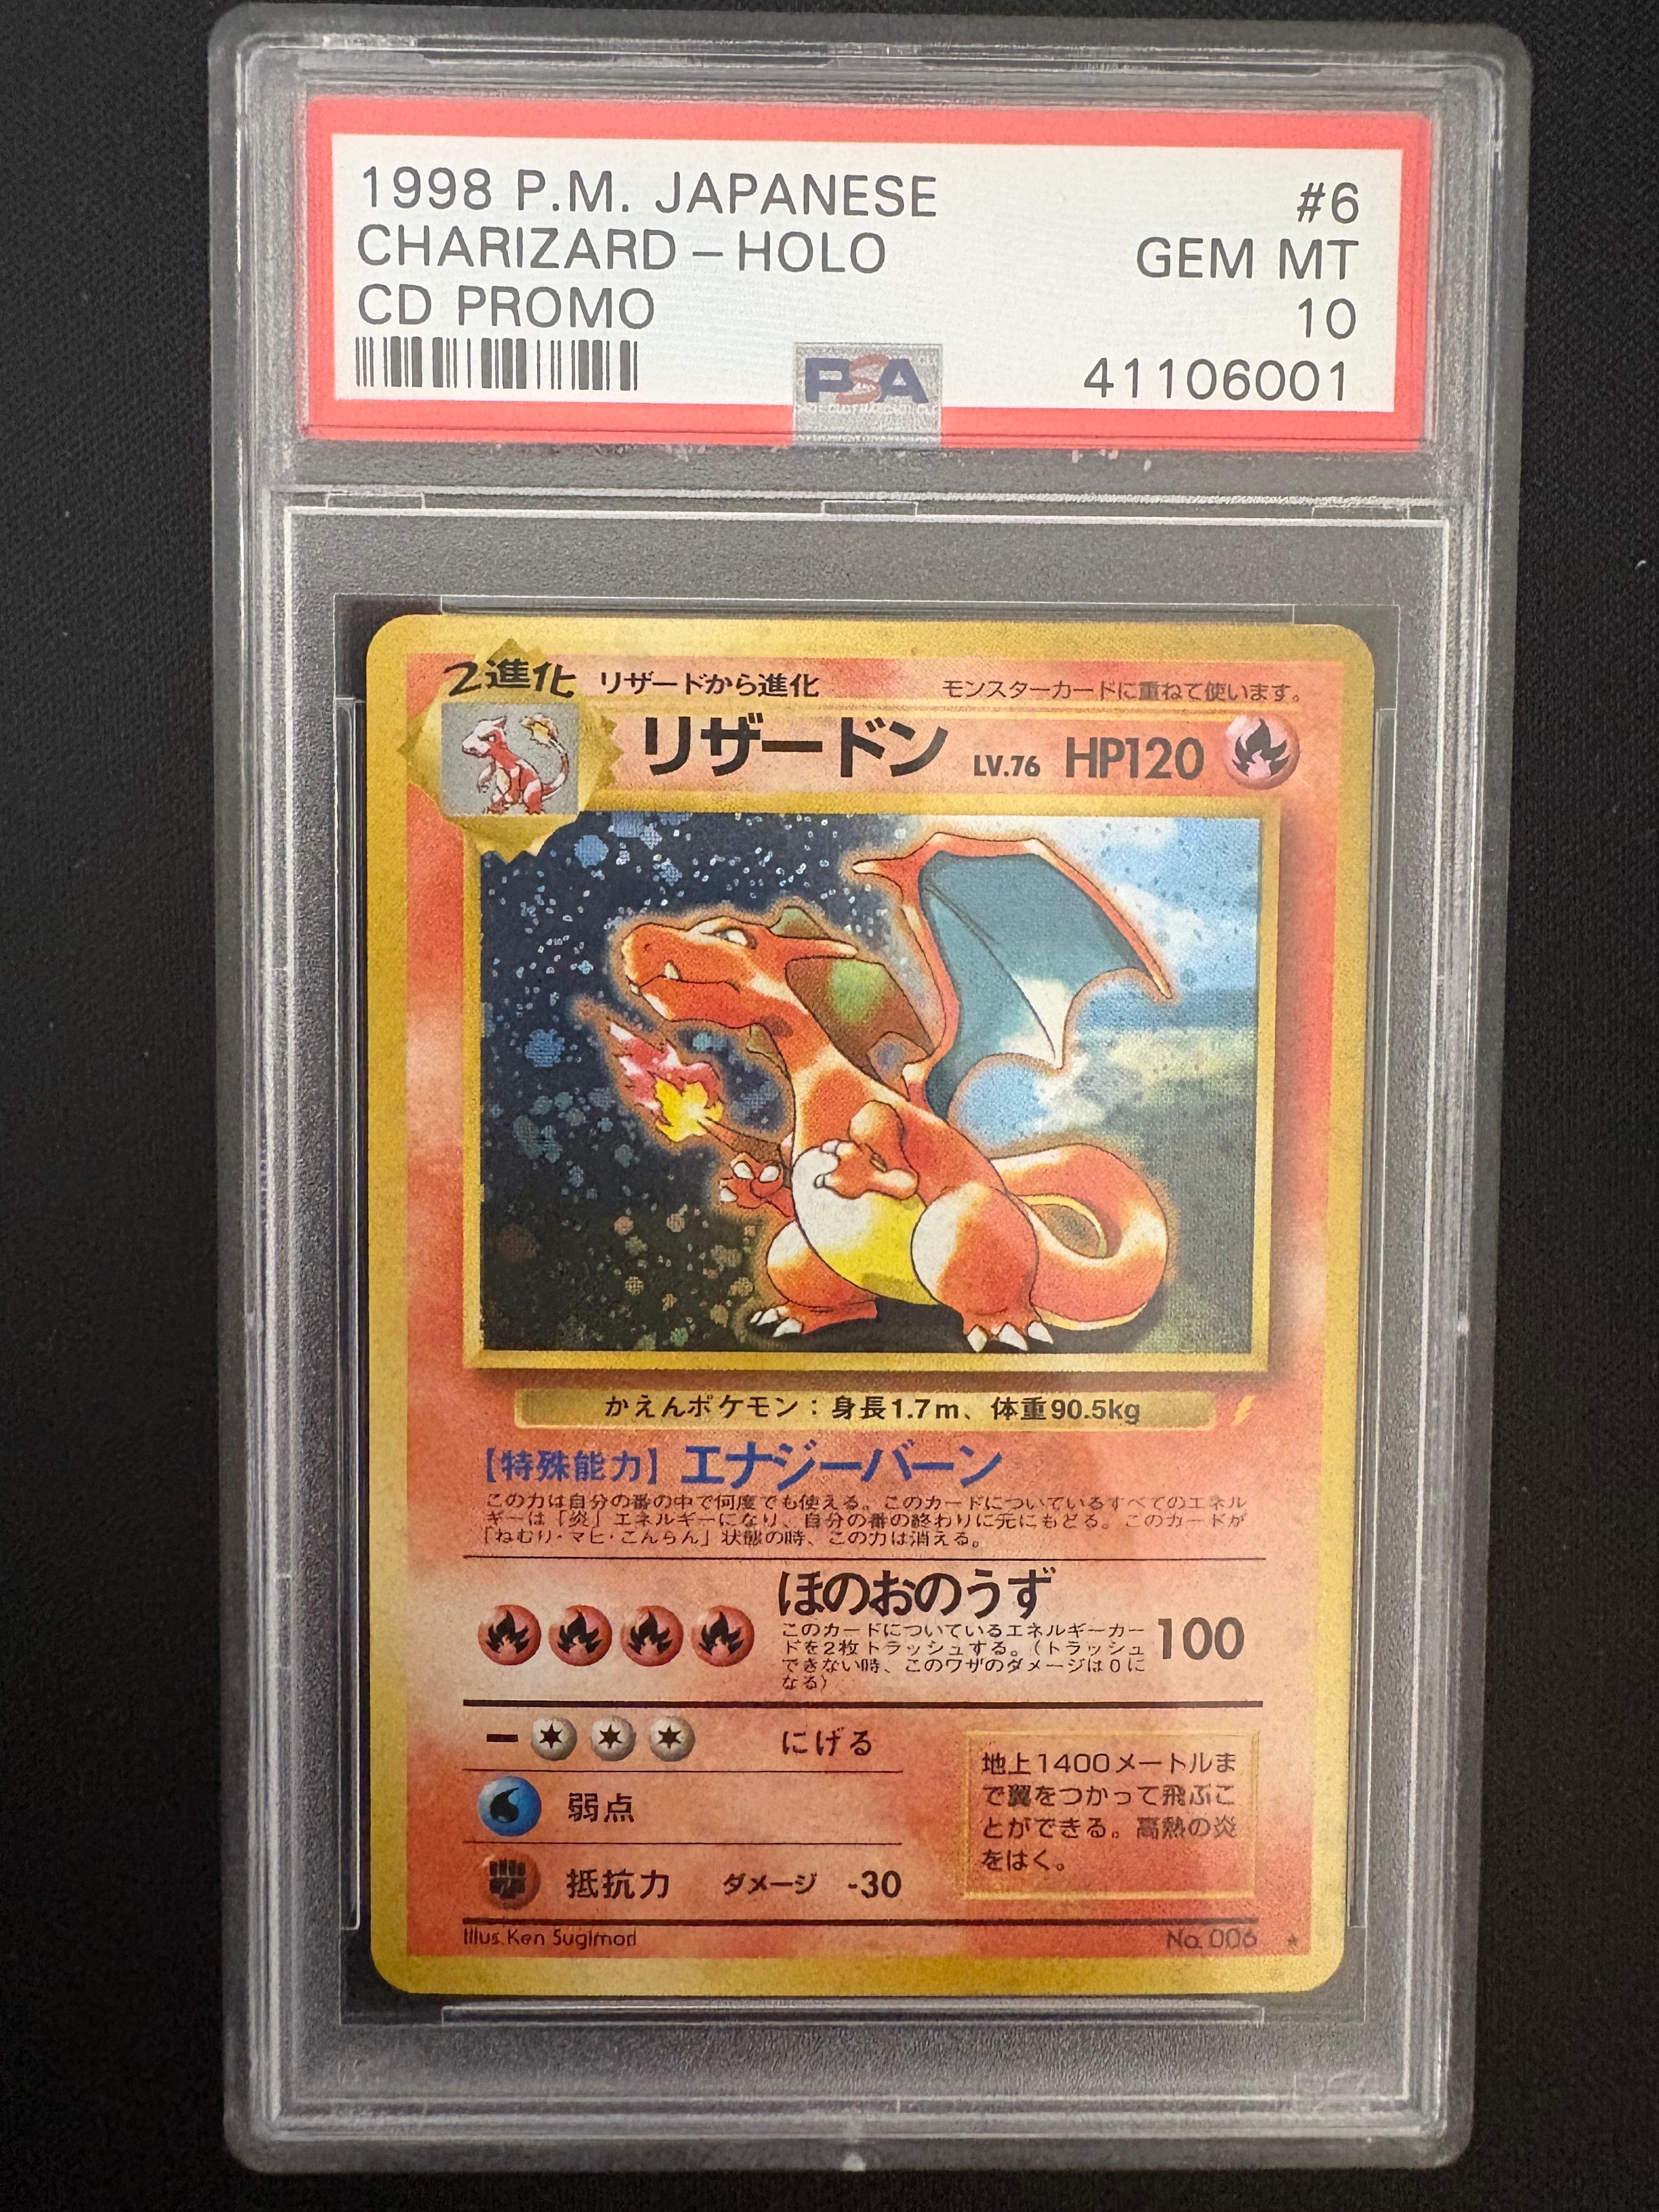 1998 P.M. JAPANESE #6
CHARIZARD - HOLO GEM MT
CD PROMO 10
PSA 41106001
2進化 リザードから進化 モンスターカードに重ねて使います。
リザードン LV.76 HP120
かえんポケモン：身長1.7m、体重90.5kg
【特殊能力】エナジーバーン
この力は自分の番の中で何度でも使える。このカードについているすべてのエネル
ギーは「炎」エネルギーになり、自分の番の終わりに元にもどる。このカードが
「ねむり・マヒ・こんらん」状態の時、この力は消える。
ほのおのうず
このカードについているエネルギーカー
ドを2枚トラッシュする。（トラッシュ
できない時、このワザのダメージは0に
なる）
100
にげる
弱点
抵抗力 ダメージ -30
地上1400メートルま
で翼をつかって飛ぶこ
とができる。高熱の炎
をはく。
Illus. Ken Sugimori No. 006 ★